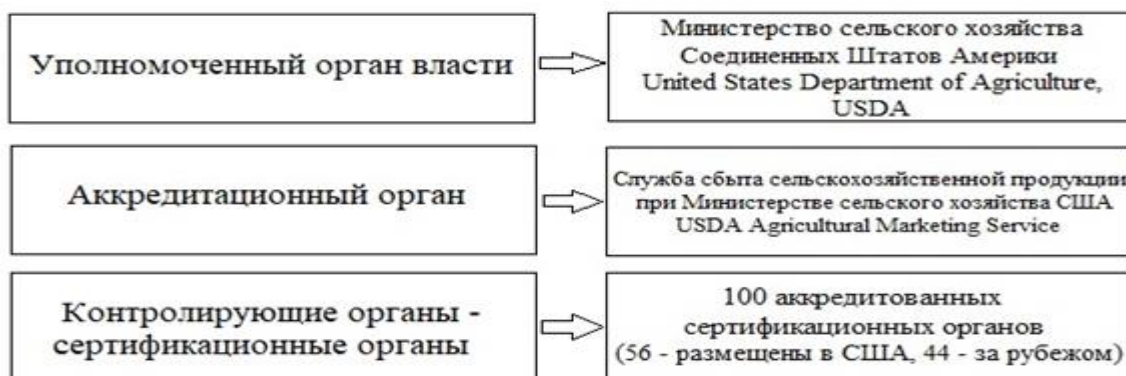 Уполномоченный орган власти
Министерство сельского хозяйства
Соединенных Штатов Америки
United States Department of Agriculture,
USDA
Аккредитационный орган
Служба сбыта сельскохозяйственной продукции
при Министерстве сельского хозяйства США
USDA Agricultural Marketing Service
Контролирующие органы -
сертификационные органы
100 аккредитованных
сертификационных органов
(56 - размещены в США, 44 - за рубежом)